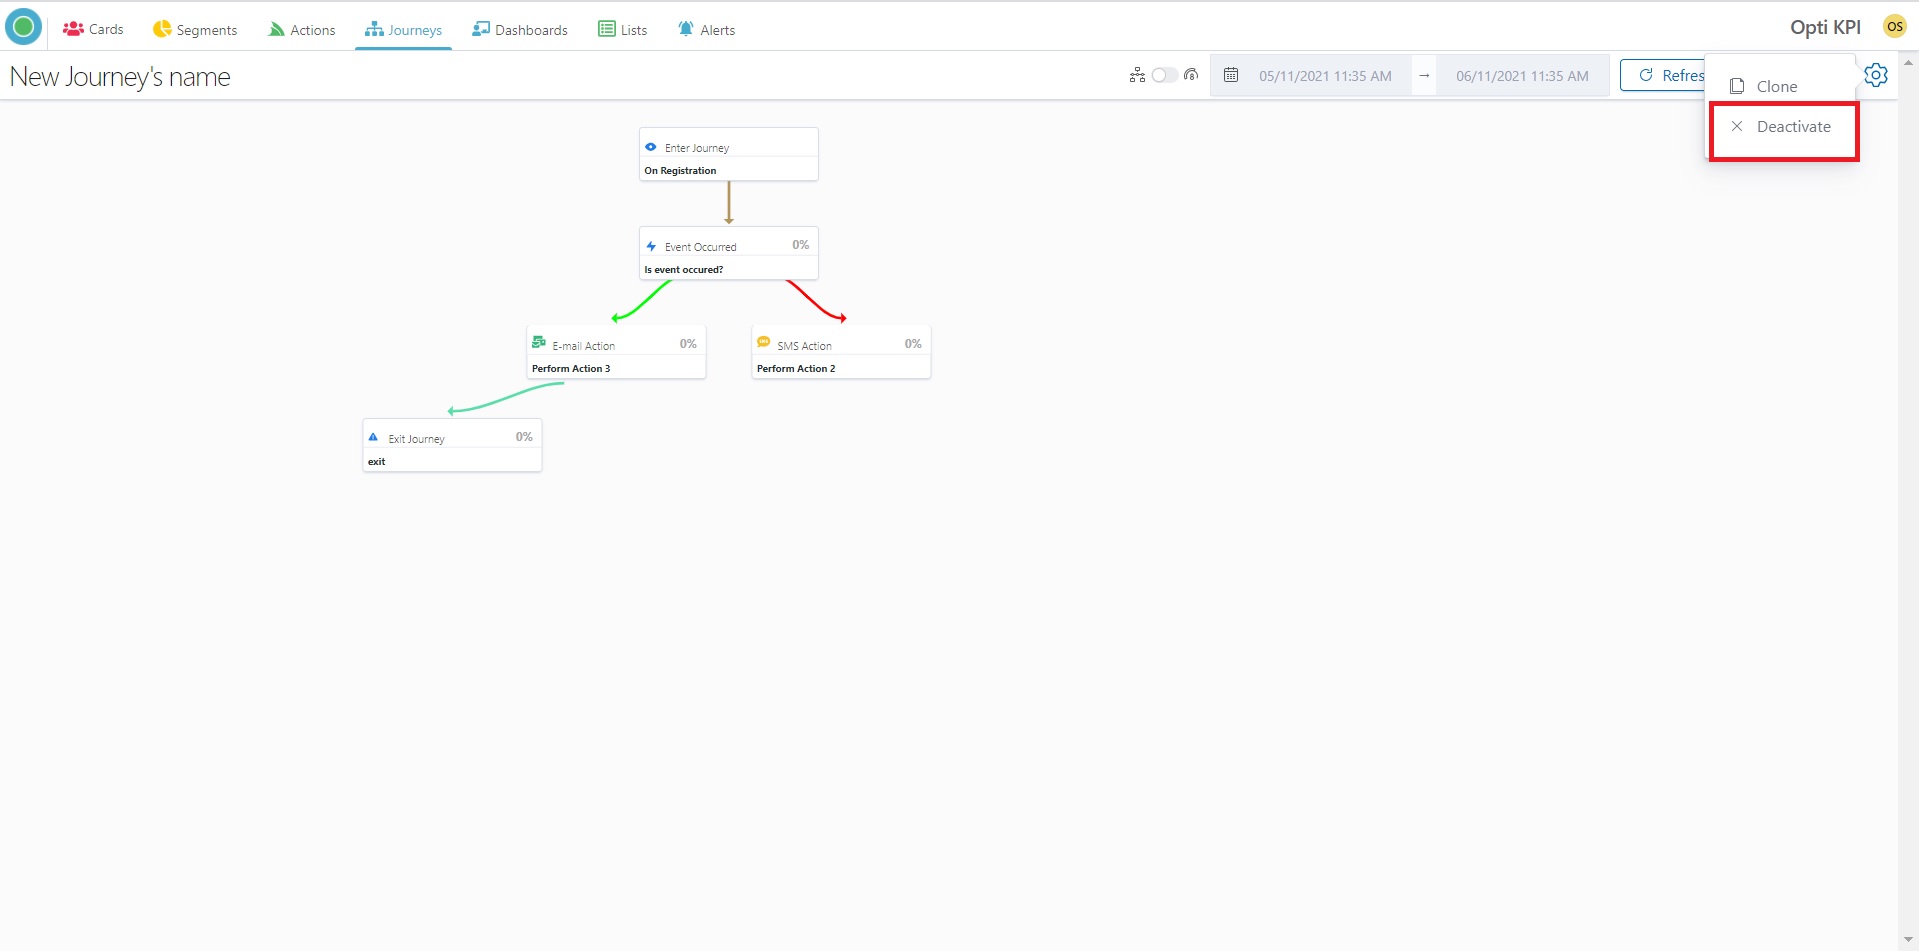 Cards Segments Actions Journeys Dashboards Lists Alerts Opti KPI OS
New Journey's name 8 05/11/2021 11:35 AM → 06/11/2021 11:35 AM Refres
Clone
Deactivate
Enter Journey
On Registration
Event Occurred 0%
Is event occured?
E-mail Action 0%
Perform Action 3
SMS Action 0%
Perform Action 2
Exit Journey 0%
exit